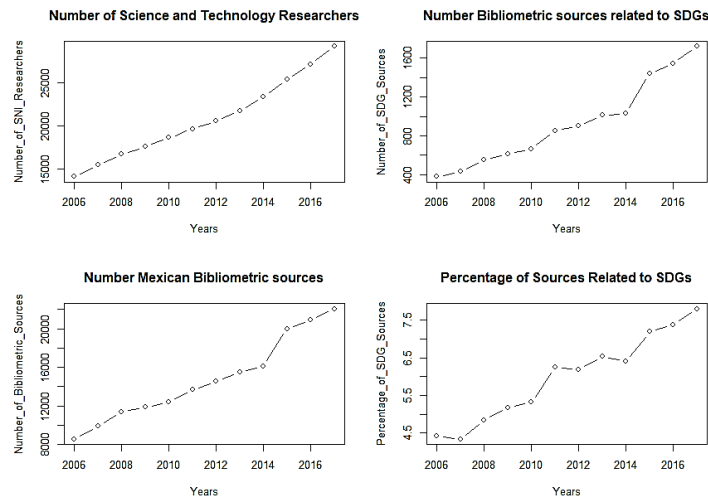 Number of Science and Technology Researchers
Number_of_SNI_Researchers
25000
20000
15000
2006 2008 2010 2012 2014 2016
Years
Number Bibliometric sources related to SDGs
Number_of_SDG_Sources
1600
1200
800
400
2006 2008 2010 2012 2014 2016
Years
Number Mexican Bibliometric sources
Number_of_Bibliometric_Sources
20000
16000
12000
8000
2006 2008 2010 2012 2014 2016
Years
Percentage of Sources Related to SDGs
Percentage_of_SDG_Sources
7.5
6.5
5.5
4.5
2006 2008 2010 2012 2014 2016
Years